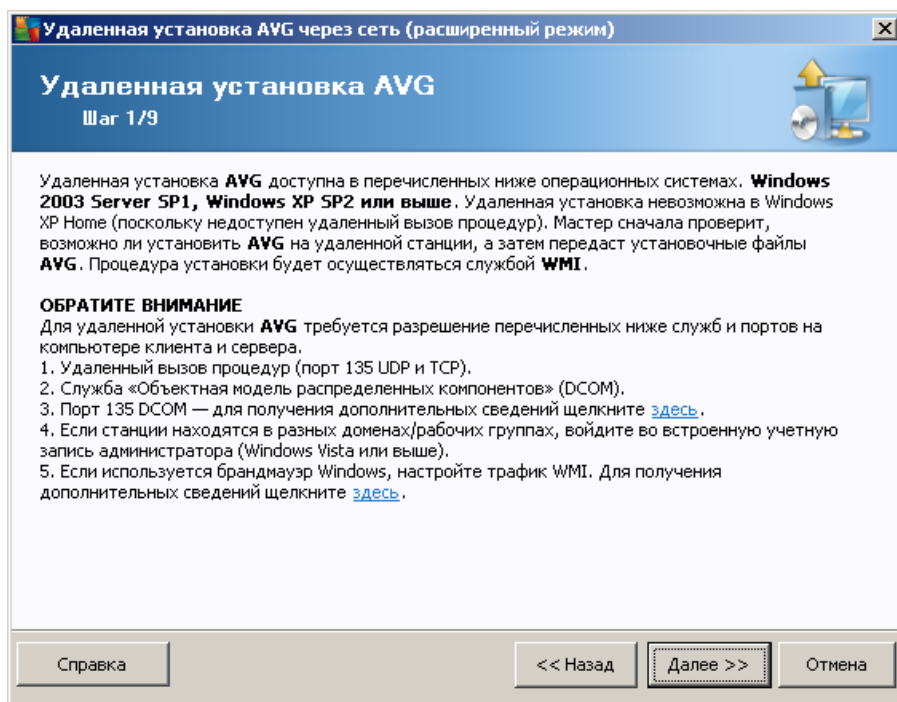 Удаленная установка AVG через сеть (расширенный режим)
Удаленная установка AVG
Шаг 1/9
Удаленная установка AVG доступна в перечисленных ниже операционных системах. Windows
2003 Server SP1, Windows XP SP2 или выше. Удаленная установка невозможна в Windows
XP Home (поскольку недоступен удаленный вызов процедур). Мастер сначала проверит,
возможно ли установить AVG на удаленной станции, а затем передаст установочные файлы
AVG. Процедура установки будет осуществляться службой WMI.
ОБРАТИТЕ ВНИМАНИЕ
Для удаленной установки AVG требуется разрешение перечисленных ниже служб и портов на
компьютере клиента и сервера.
1. Удаленный вызов процедур (порт 135 UDP и TCP).
2. Служба «Объектная модель распределенных компонентов» (DCOM).
3. Порт 135 DCOM — для получения дополнительных сведений щелкните здесь.
4. Если станции находятся в разных доменах/рабочих группах, войдите во встроенную учетную
запись администратора (Windows Vista или выше).
5. Если используется брандмауэр Windows, настройте трафик WMI. Для получения
дополнительных сведений щелкните здесь.
Справка
<< Назад
Далее >>
Отмена